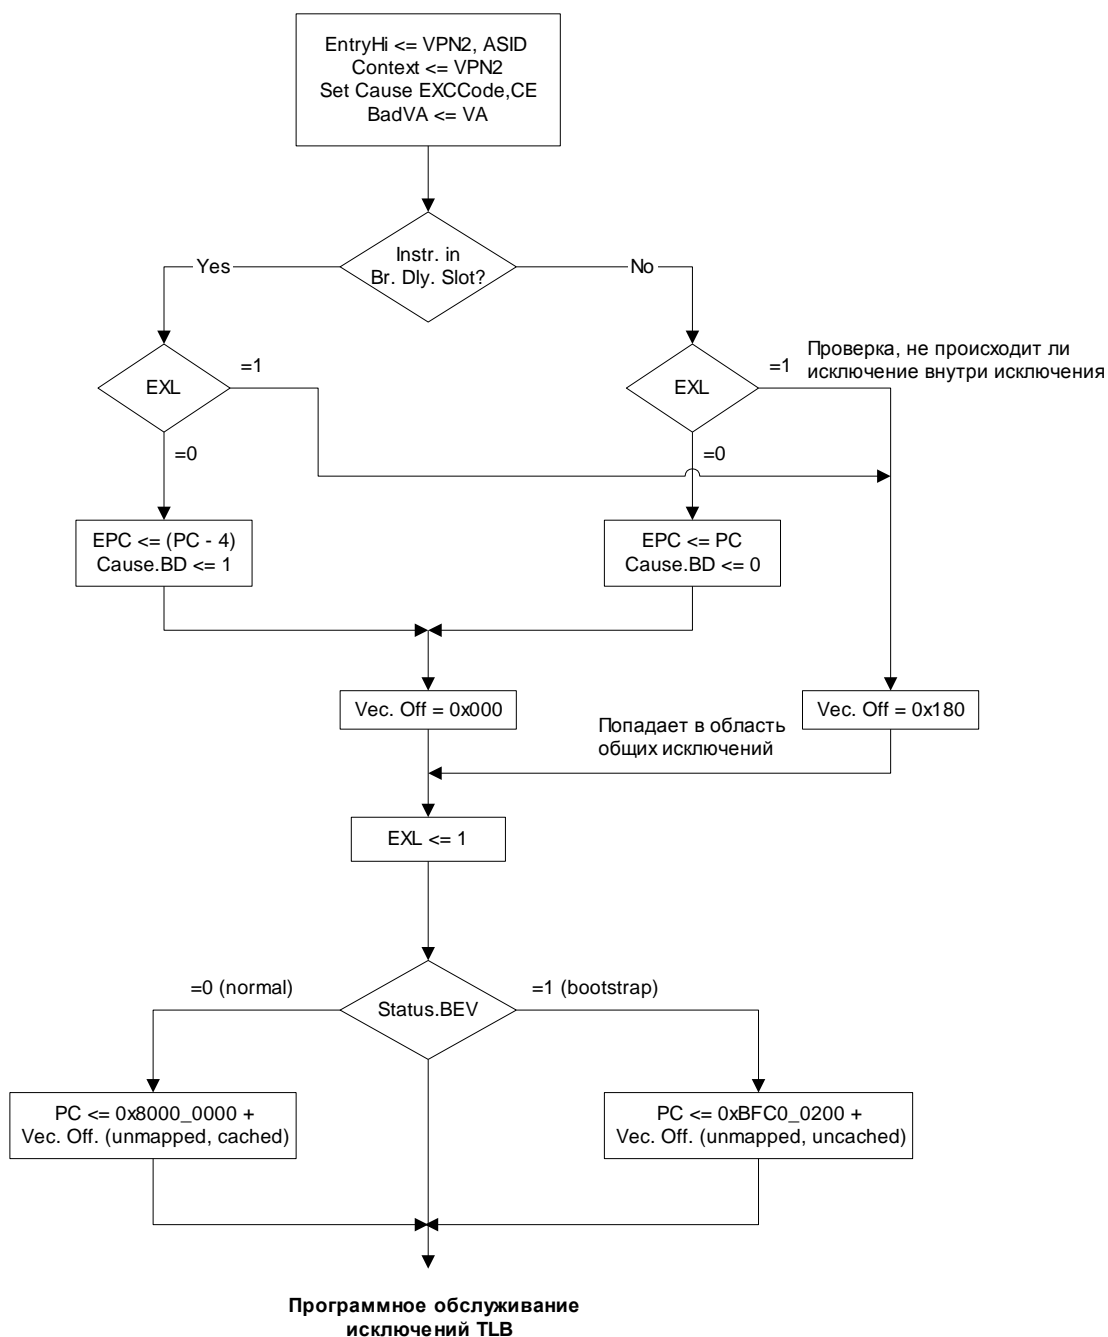 EntryHi <= VPN2, ASID
Context <= VPN2
Set Cause EXCCode,CE
BadVA <= VA
Instr. in
Br. Dly. Slot?
Yes
No
EXL
=1
EXL
=1
Проверка, не происходит ли
исключение внутри исключения
=0
=0
EPC <= (PC - 4)
Cause.BD <= 1
EPC <= PC
Cause.BD <= 0
Vec. Off = 0x000
Vec. Off = 0x180
Попадает в область
общих исключений
EXL <= 1
=0 (normal)
Status.BEV
=1 (bootstrap)
PC <= 0x8000_0000 +
Vec. Off. (unmapped, cached)
PC <= 0xBFC0_0200 +
Vec. Off. (unmapped, uncached)
Программное обслуживание
исключений TLB